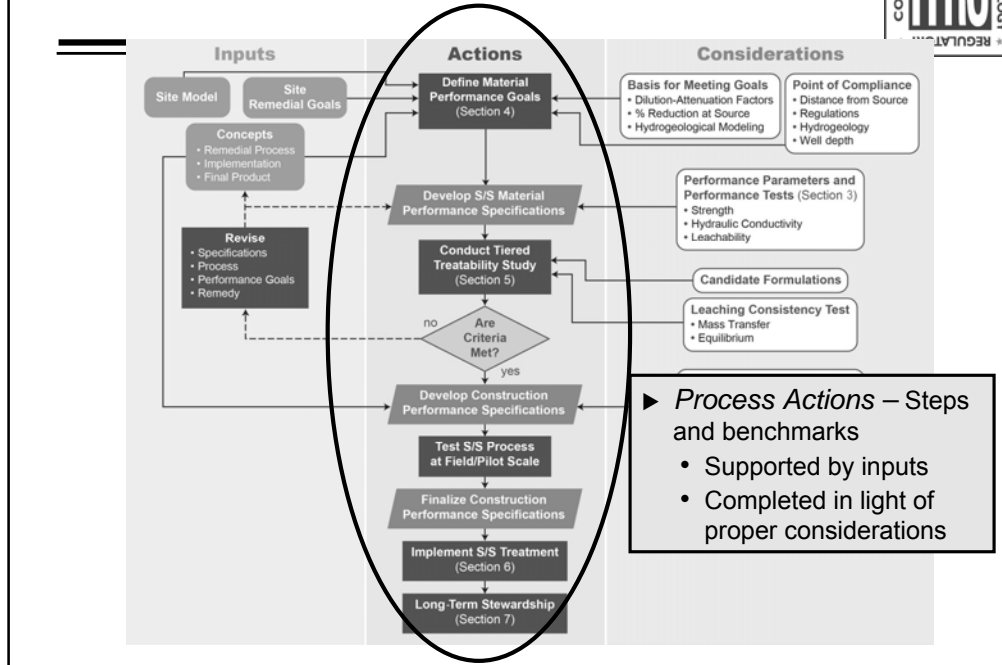 Inputs
Actions
Considerations
Site Model
Site
Remedial Goals
Concepts
• Remedial Process
• Implementation
• Final Product
Revise
• Specifications
• Process
• Performance Goals
• Remedy
Define Material
Performance Goals
(Section 4)
Develop S/S Material
Performance Specifications
Conduct Tiered
Treatability Study
(Section 5)
no
Are
Criteria
Met?
yes
Develop Construction
Performance Specifications
Test S/S Process
at Field/Pilot Scale
Finalize Construction
Performance Specifications
Implement S/S Treatment
(Section 6)
Long-Term Stewardship
(Section 7)
Basis for Meeting Goals
• Dilution-Attenuation Factors
• % Reduction at Source
• Hydrogeological Modeling
Point of Compliance
• Distance from Source
• Regulations
• Hydrogeology
• Well depth
Performance Parameters and
Performance Tests (Section 3)
• Strength
• Hydraulic Conductivity
• Leachability
Candidate Formulations
Leaching Consistency Test
• Mass Transfer
• Equilibrium
► Process Actions – Steps
and benchmarks
• Supported by inputs
• Completed in light of
proper considerations
REGULATORY